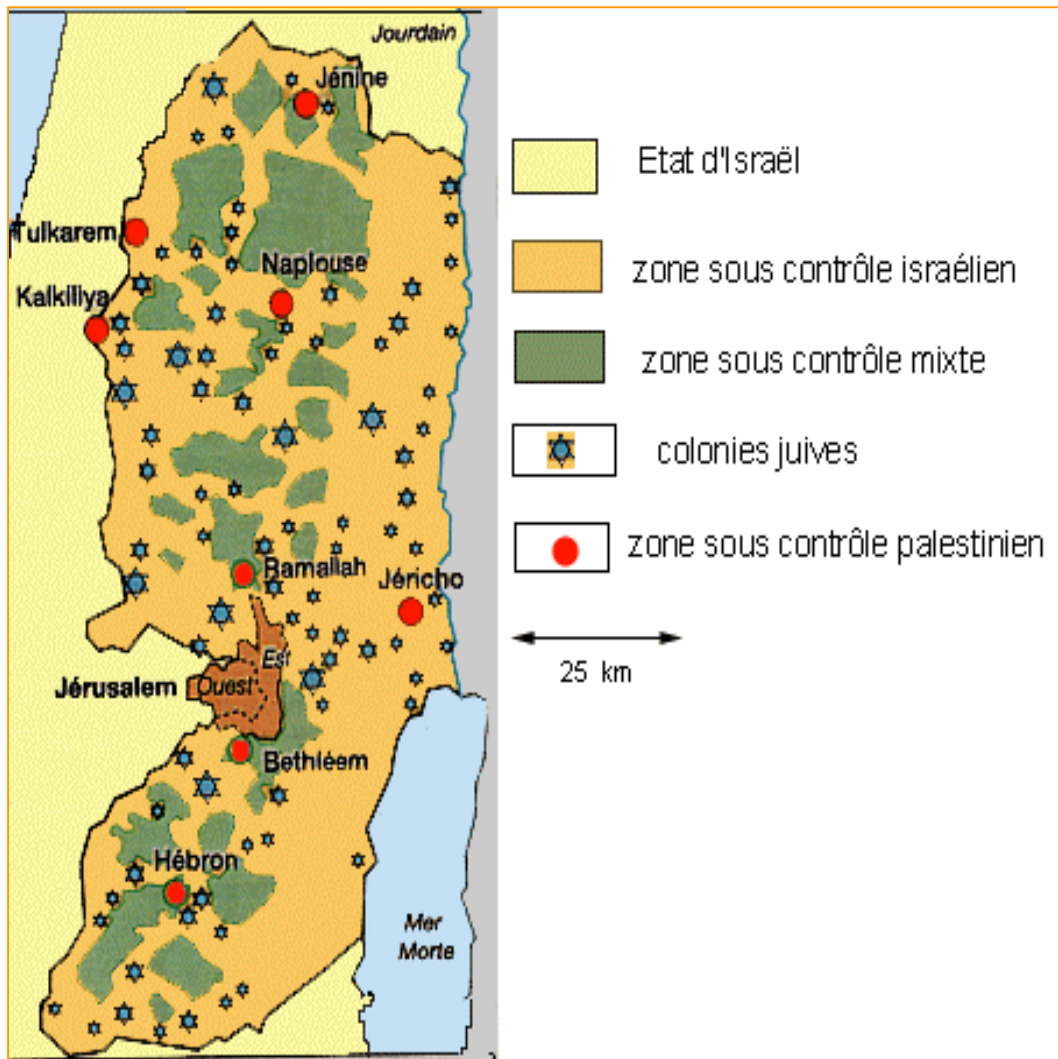 Jourdain
Jénine
Tulkarem
Naplouse
Kalkiliya
Ramallah
Jéricho
Est
Jérusalem
Ouest
Bethléem
Hébron
Mer
Morte
Etat d'Israël
zone sous contrôle israélien
zone sous contrôle mixte
colonies juives
zone sous contrôle palestinien
25 km